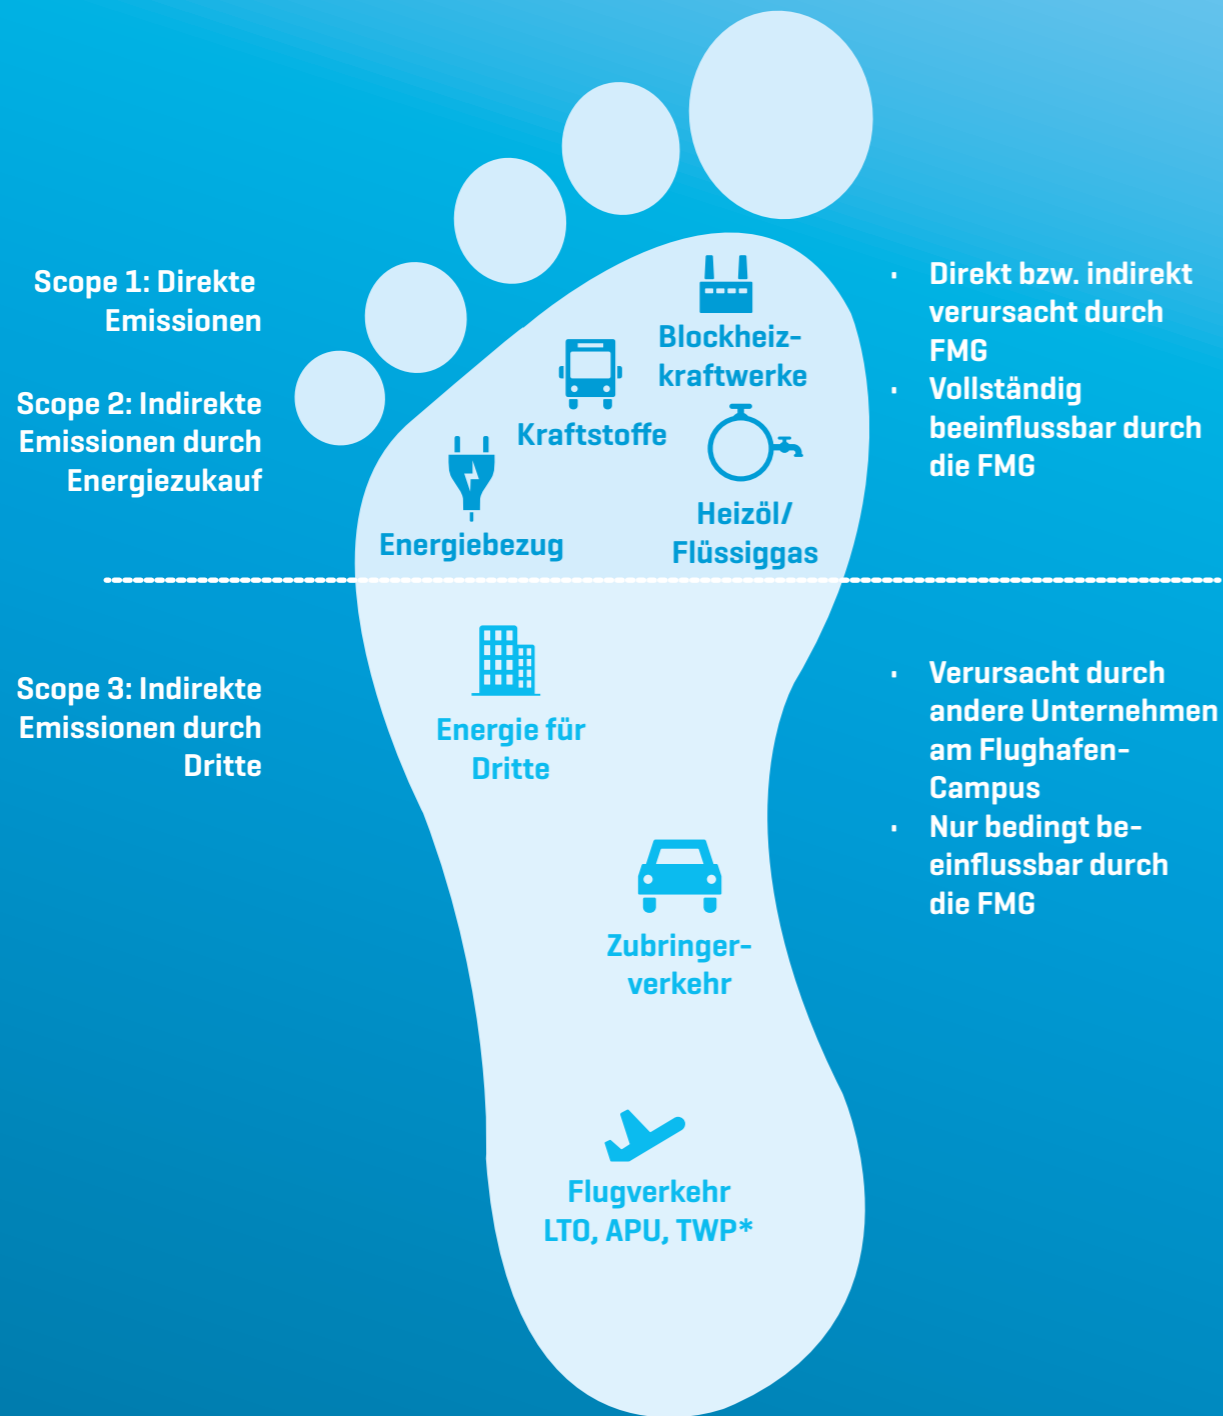 Scope 1: Direkte
Emissionen
Scope 2: Indirekte
Emissionen durch
Energiezukauf
Blockheiz-
kraftwerke
Kraftstoffe
Heizöl/
Flüssiggas
Energiebezug
· Direkt bzw. indirekt
verursacht durch
FMG
· Vollständig
beeinflussbar durch
die FMG
Scope 3: Indirekte
Emissionen durch
Dritte
Energie für
Dritte
Zubringer-
verkehr
Flugverkehr
LTO, APU, TWP*
· Verursacht durch
andere Unternehmen
am Flughafen-
Campus
· Nur bedingt be-
einflussbar durch
die FMG